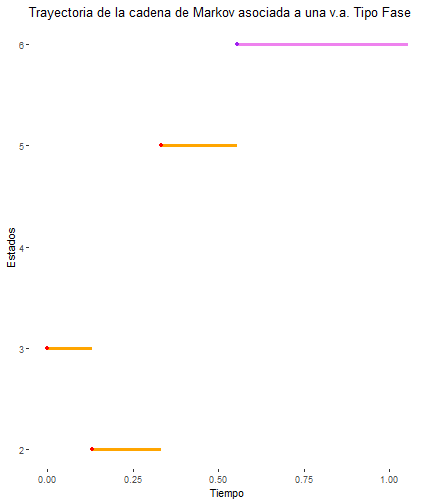 Trayectoria de la cadena de Markov asociada a una v.a. Tipo Fase
6
5
4
3
2
Estados
0.00 0.25 0.50 0.75 1.00
Tiempo